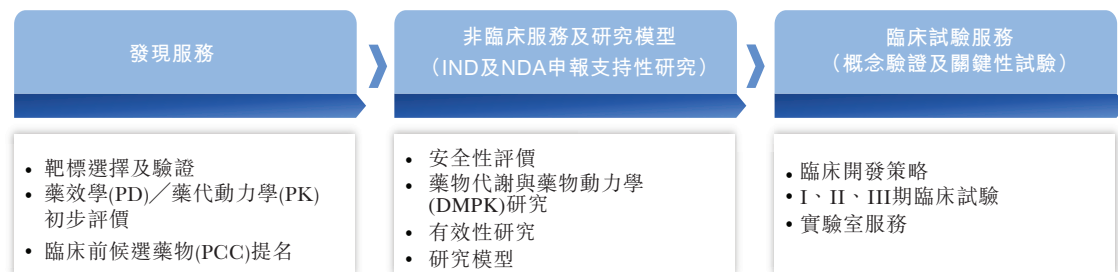 發現服務
• 靶標選擇及驗證
• 藥效學(PD)／藥代動力學(PK)
初步評價
• 臨床前候選藥物(PCC)提名
非臨床服務及研究模型
（IND及NDA申報支持性研究）
• 安全性評價
• 藥物代謝與藥物動力學
(DMPK)研究
• 有效性研究
• 研究模型
臨床試驗服務
（概念驗證及關鍵性試驗）
• 臨床開發策略
• I、II、III期臨床試驗
• 實驗室服務